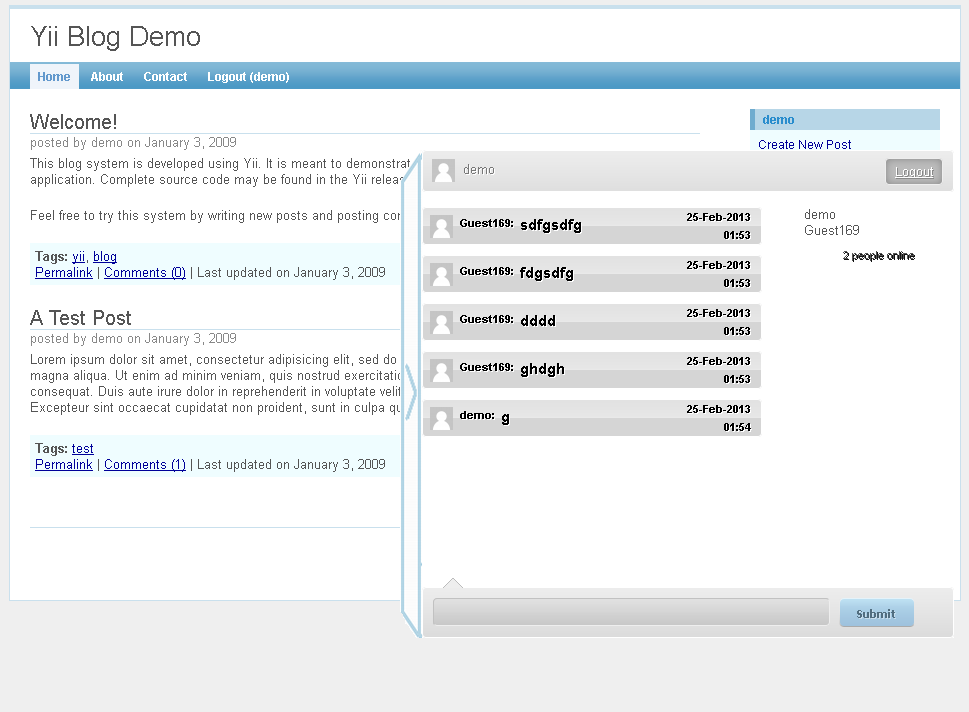 Yii Blog Demo
Home About Contact Logout (demo)
Welcome!
posted by demo on January 3, 2009
This blog system is developed using Yii. It is meant to demonstrat
application. Complete source code may be found in the Yii releas
Feel free to try this system by writing new posts and posting cor
Tags: yii, blog
Permalink | Comments (0) | Last updated on January 3, 2009
A Test Post
posted by demo on January 3, 2009
Lorem ipsum dolor sit amet, consectetur adipisicing elit, sed do
magna aliqua. Ut enim ad minim veniam, quis nostrud exercitatio
consequat. Duis aute irure dolor in reprehenderit in voluptate velit
Excepteur sint occaecat cupidatat non proident, sunt in culpa qu
Tags: test
Permalink | Comments (1) | Last updated on January 3, 2009
demo
Create New Post
demo
Logout
Guest169: sdfgsdfg 25-Feb-2013
01:53
Guest169: fdgsdfg 25-Feb-2013
01:53
Guest169: dddd 25-Feb-2013
01:53
Guest169: ghdgh 25-Feb-2013
01:53
demo: g 25-Feb-2013
01:54
demo
Guest169
2 people online
Submit